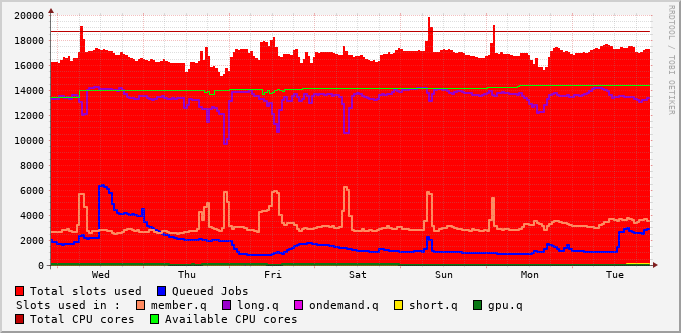 20000
18000
16000
14000
12000
10000
8000
6000
4000
2000
0
Wed Thu Fri Sat Sun Mon Tue
Total slots used Queued Jobs
Slots used in : member.q long.q ondemand.q short.q gpu.q
Total CPU cores Available CPU cores
RRDTOOL / TOBI OETIKER